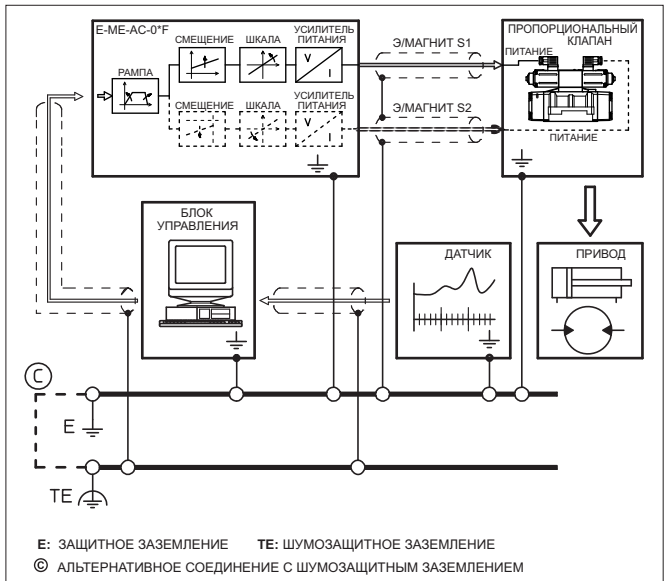 E-ME-AC-0*F
РАМПА
СМЕЩЕНИЕ
ШКАЛА
УСИЛИТЕЛЬ
ПИТАНИЯ
V
I
СМЕЩЕНИЕ
ШКАЛА
УСИЛИТЕЛЬ
ПИТАНИЯ
V
I
Э/МАГНИТ S1
Э/МАГНИТ S2
ПРОПОРЦИОНАЛЬНЫЙ
КЛАПАН
ПИТАНИЕ
ПИТАНИЕ
БЛОК
УПРАВЛЕНИЯ
ДАТЧИК
ПРИВОД
C
E
TE
E: ЗАЩИТНОЕ ЗАЗЕМЛЕНИЕ TE: ШУМОЗАЩИТНОЕ ЗАЗЕМЛЕНИЕ
© АЛЬТЕРНАТИВНОЕ СОЕДИНЕНИЕ С ШУМОЗАЩИТНЫМ ЗАЗЕМЛЕНИЕМ